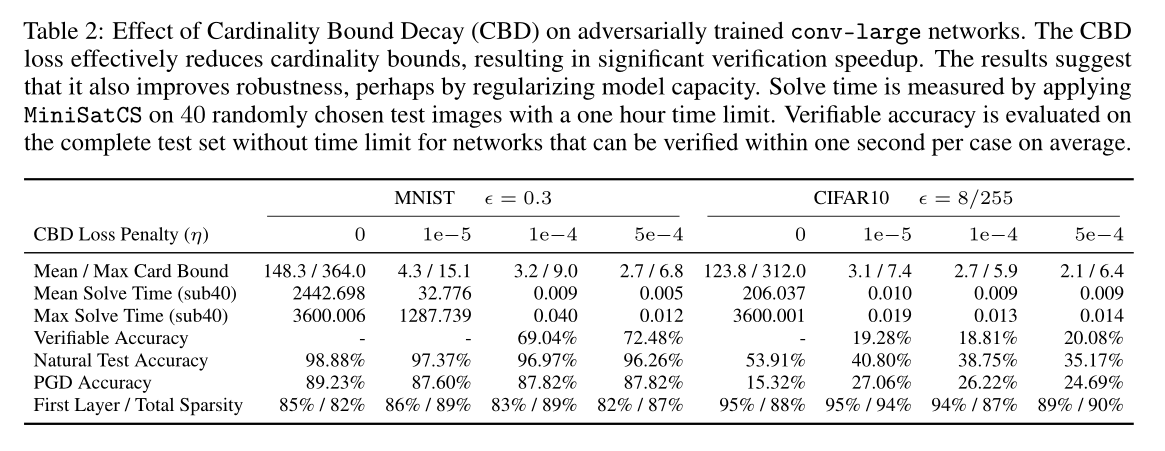 Table 2: Effect of Cardinality Bound Decay (CBD) on adversarially trained conv-large networks. The CBD
loss effectively reduces cardinality bounds, resulting in significant verification speedup. The results suggest
that it also improves robustness, perhaps by regularizing model capacity. Solve time is measured by applying
MiniSatCS on 40 randomly chosen test images with a one hour time limit. Verifiable accuracy is evaluated on
the complete test set without time limit for networks that can be verified within one second per case on average.
MNIST ϵ = 0.3 CIFAR10 ϵ = 8/255
CBD Loss Penalty (η) 0 1e−5 1e−4 5e−4 0 1e−5 1e−4 5e−4
Mean / Max Card Bound 148.3 / 364.0 4.3 / 15.1 3.2 / 9.0 2.7 / 6.8 123.8 / 312.0 3.1 / 7.4 2.7 / 5.9 2.1 / 6.4
Mean Solve Time (sub40) 2442.698 32.776 0.009 0.005 206.037 0.010 0.009 0.009
Max Solve Time (sub40) 3600.006 1287.739 0.040 0.012 3600.001 0.019 0.013 0.014
Verifiable Accuracy - - 69.04% 72.48% - 19.28% 18.81% 20.08%
Natural Test Accuracy 98.88% 97.37% 96.97% 96.26% 53.91% 40.80% 38.75% 35.17%
PGD Accuracy 89.23% 87.60% 87.82% 87.82% 15.32% 27.06% 26.22% 24.69%
First Layer / Total Sparsity 85% / 82% 86% / 89% 83% / 89% 82% / 87% 95% / 88% 95% / 94% 94% / 87% 89% / 90%